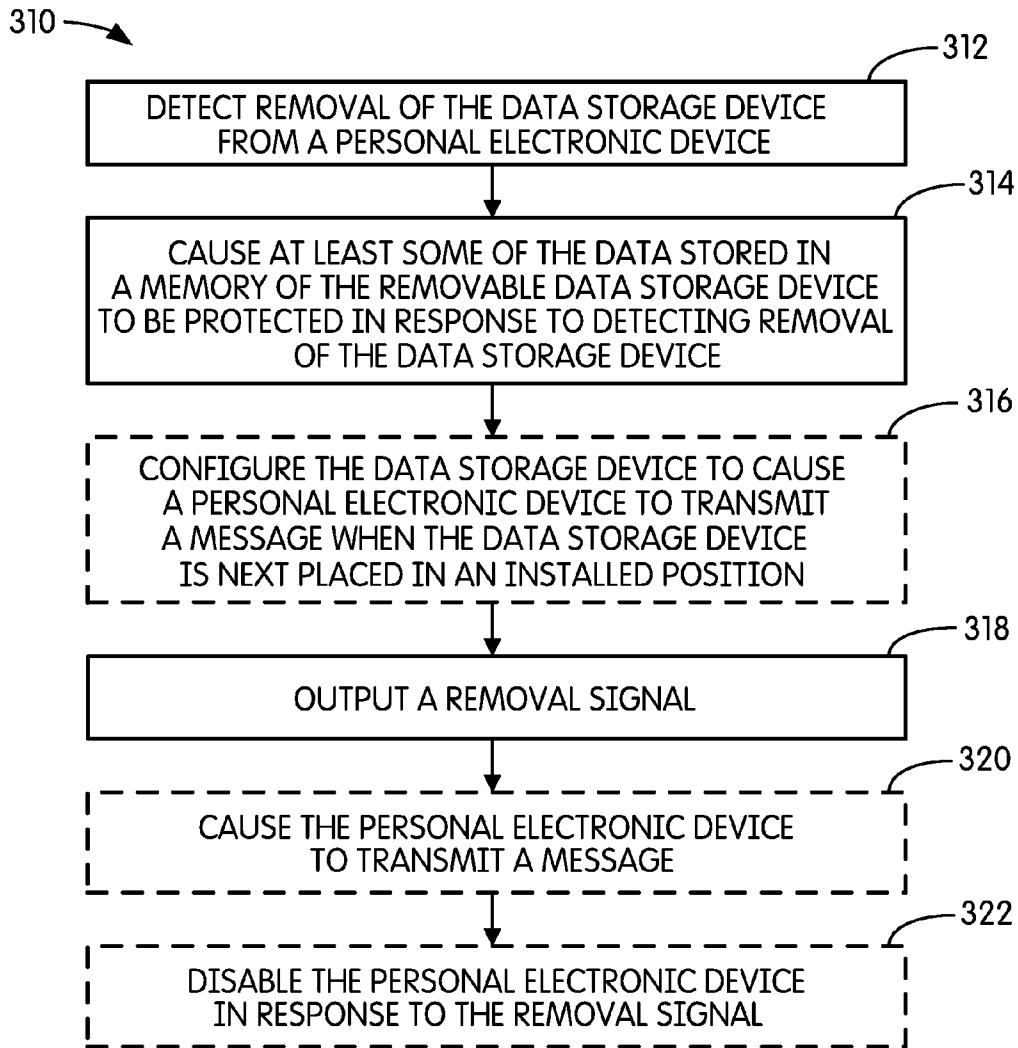 310
312
DETECT REMOVAL OF THE DATA STORAGE DEVICE
FROM A PERSONAL ELECTRONIC DEVICE
314
CAUSE AT LEAST SOME OF THE DATA STORED IN
A MEMORY OF THE REMOVABLE DATA STORAGE DEVICE
TO BE PROTECTED IN RESPONSE TO DETECTING REMOVAL
OF THE DATA STORAGE DEVICE
316
CONFIGURE THE DATA STORAGE DEVICE TO CAUSE
A PERSONAL ELECTRONIC DEVICE TO TRANSMIT
A MESSAGE WHEN THE DATA STORAGE DEVICE
IS NEXT PLACED IN AN INSTALLED POSITION
318
OUTPUT A REMOVAL SIGNAL
320
CAUSE THE PERSONAL ELECTRONIC DEVICE
TO TRANSMIT A MESSAGE
322
DISABLE THE PERSONAL ELECTRONIC DEVICE
IN RESPONSE TO THE REMOVAL SIGNAL